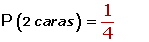 P (2 caras) = 1/4